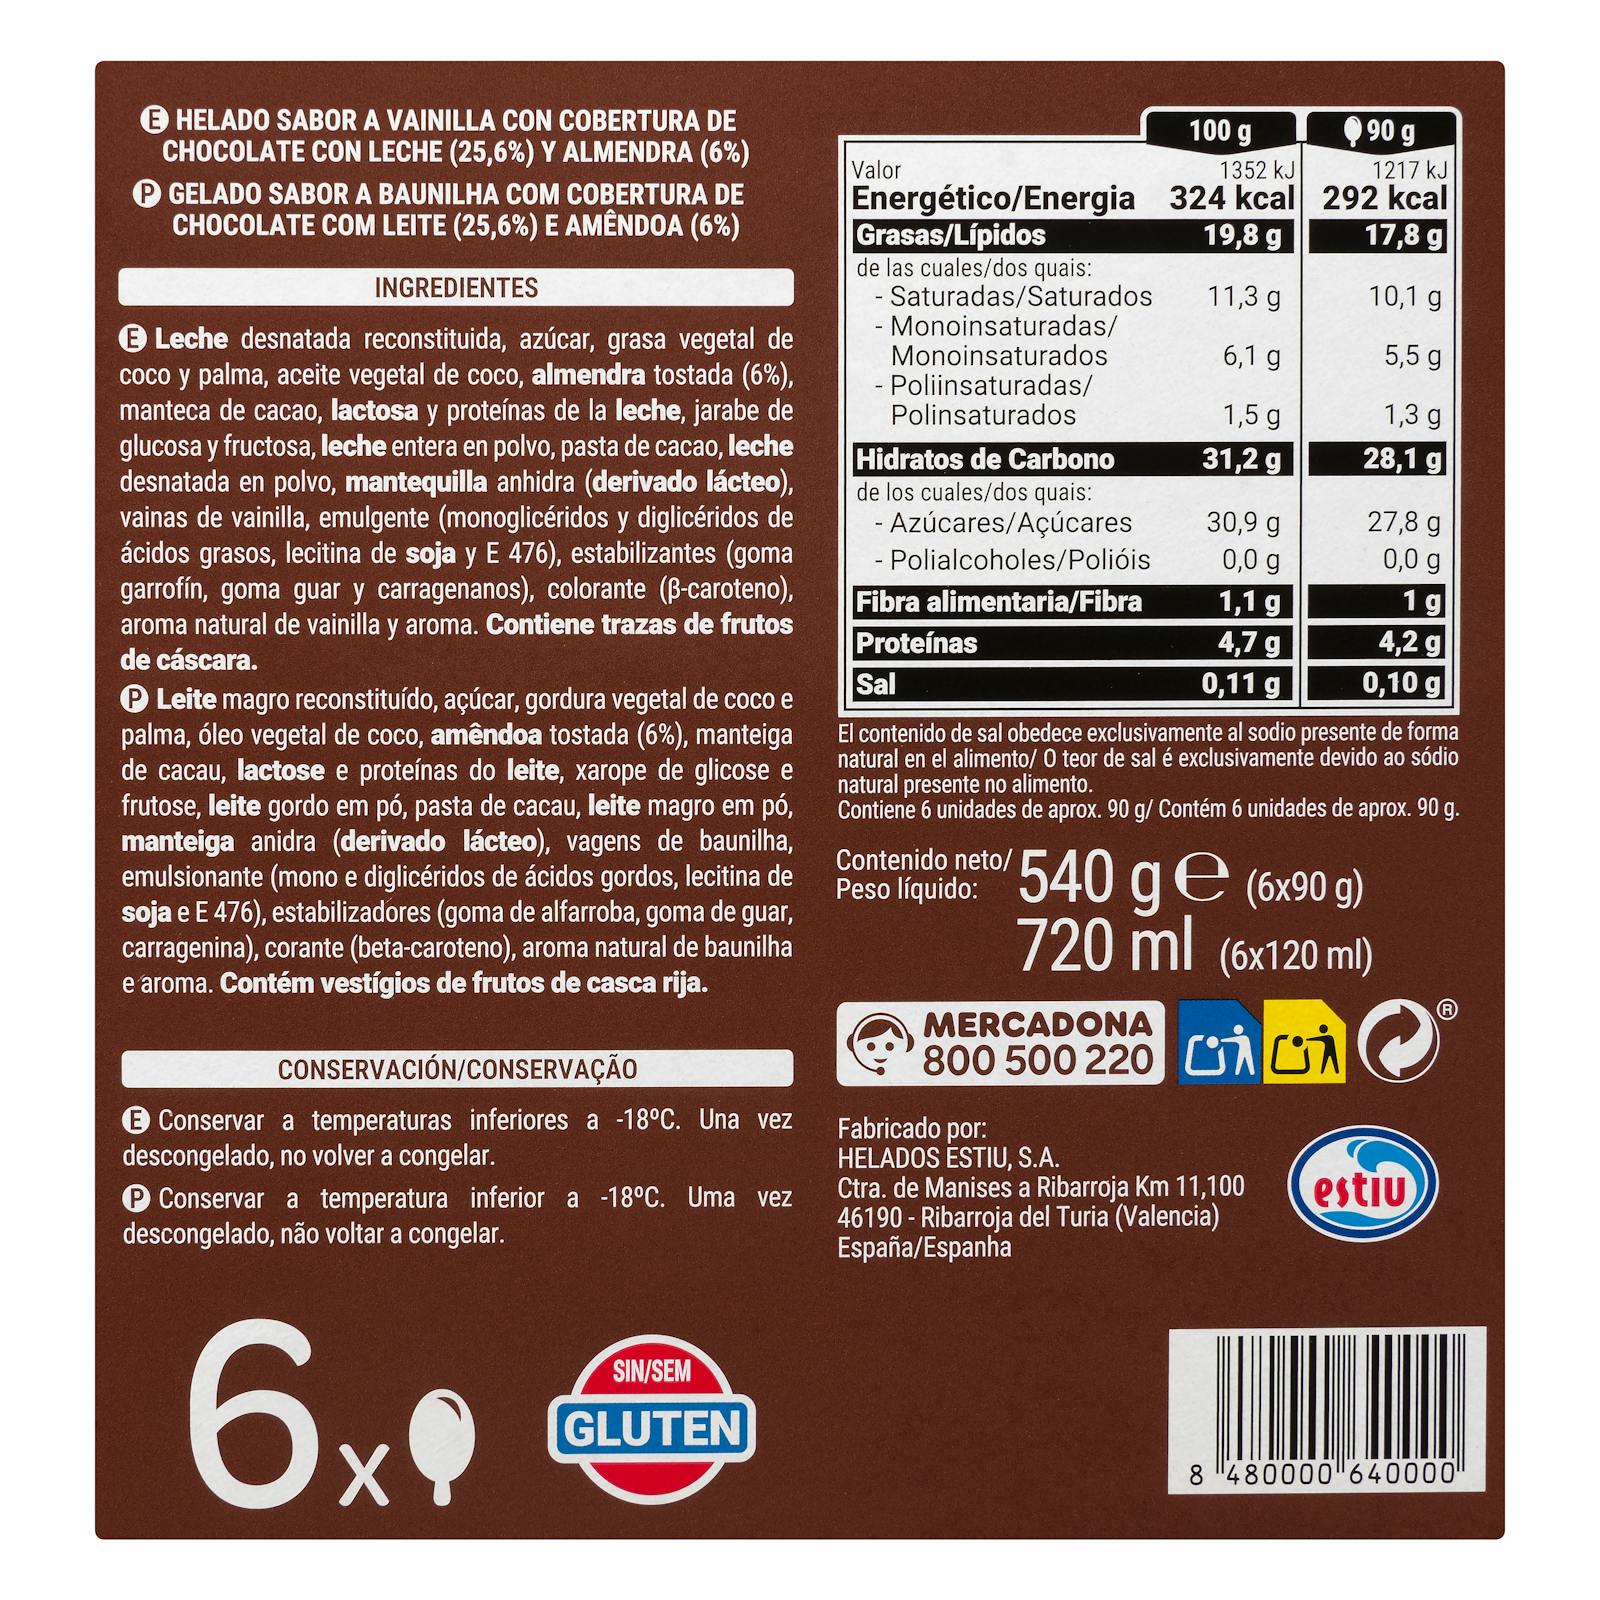 E HELADO SABOR A VAINILLA CON COBERTURA DE
CHOCOLATE CON LECHE (25,6%) Y ALMENDRA (6%)
P GELADO SABOR A BAUNILHA COM COBERTURA DE
CHOCOLATE COM LEITE (25,6%) E AMÊNDOA (6%)
INGREDIENTES
E Leche desnatada reconstituida, azúcar, grasa vegetal de
coco y palma, aceite vegetal de coco, almendra tostada (6%),
manteca de cacao, lactosa y proteínas de la leche, jarabe de
glucosa y fructosa, leche entera en polvo, pasta de cacao, leche
desnatada en polvo, mantequilla anhidra (derivado lácteo),
vainas de vainilla, emulgente (monoglicéridos y diglicéridos de
ácidos grasos, lecitina de soja y E 476), estabilizantes (goma
garrofín, goma guar y carragenanos), colorante (β-caroteno),
aroma natural de vainilla y aroma. Contiene trazas de frutos
de cáscara.
P Leite magro reconstituído, açúcar, gordura vegetal de coco e
palma, óleo vegetal de coco, amêndoa tostada (6%), manteiga
de cacau, lactose e proteínas do leite, xarope de glicose e
frutose, leite gordo em pó, pasta de cacau, leite magro em pó,
manteiga anidra (derivado lácteo), vagens de baunilha,
emulsionante (mono e diglicéridos de ácidos gordos, lecitina de
soja e E 476), estabilizadores (goma de alfarroba, goma de guar,
carragenina), corante (beta-caroteno), aroma natural de baunilha
e aroma. Contém vestígios de frutos de casca rija.
CONSERVACIÓN/CONSERVAÇÃO
E Conservar a temperaturas inferiores a -18ºC. Una vez
descongelado, no volver a congelar.
P Conservar a temperatura inferior a -18ºC. Uma vez
descongelado, não voltar a congelar.
6x
SIN/SEM
GLUTEN
100 g 90 g
Valor 1352 kJ 1217 kJ
Energético/Energia 324 kcal 292 kcal
Grasas/Lípidos 19,8 g 17,8 g
de las cuales/dos quais:
- Saturadas/Saturados 11,3 g 10,1 g
- Monoinsaturadas/
Monoinsaturados 6,1 g 5,5 g
- Poliinsaturadas/
Polinsaturados 1,5 g 1,3 g
Hidratos de Carbono 31,2 g 28,1 g
de los cuales/dos quais:
- Azúcares/Açúcares 30,9 g 27,8 g
- Polialcoholes/Polióis 0,0 g 0,0 g
Fibra alimentaria/Fibra 1,1 g 1 g
Proteínas 4,7 g 4,2 g
Sal 0,11 g 0,10 g
El contenido de sal obedece exclusivamente al sodio presente de forma
natural en el alimento/ O teor de sal é exclusivamente devido ao sódio
natural presente no alimento.
Contiene 6 unidades de aprox. 90 g/ Contém 6 unidades de aprox. 90 g.
Contenido neto/
Peso líquido: 540 g e (6x90 g)
720 ml (6x120 ml)
MERCADONA
800 500 220
®
Fabricado por:
HELADOS ESTIU, S.A.
Ctra. de Manises a Ribarroja Km 11,100
46190 - Ribarroja del Turia (Valencia)
España/Espanha
estiu
8 480000 640000